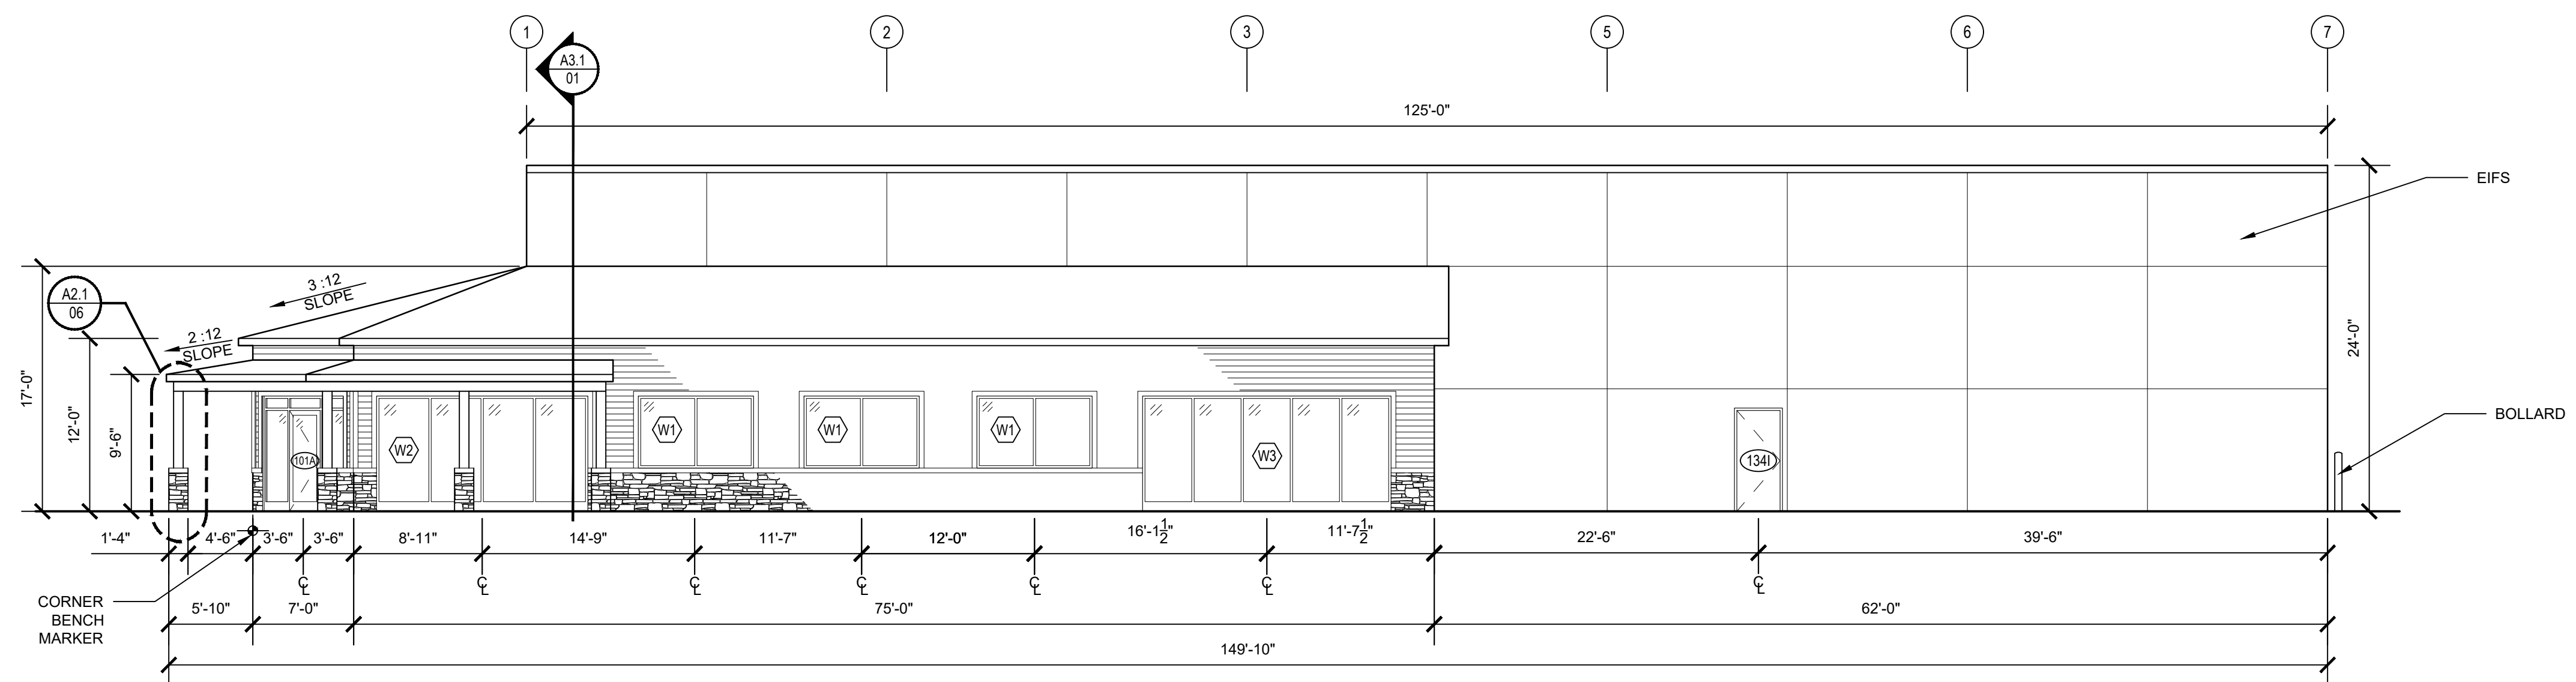 1
2
3
5
6
7
A3.1
01
125'-0"
EIFS
3 :12
SLOPE
A2.1
06
2 :12
SLOPE
17'-0"
12'-0"
9'-6"
24'-0"
BOLLARD
101A
W2
W1
W1
W1
W3
134I
1'-4"
4'-6"
3'-6"
3'-6"
8'-11"
14'-9"
11'-7"
12'-0"
16'-1 1/2"
11'-7 1/2"
22'-6"
39'-6"
CL
CL
CL
CL
CL
CL
CL
CORNER
BENCH
MARKER
5'-10"
7'-0"
75'-0"
62'-0"
149'-10"